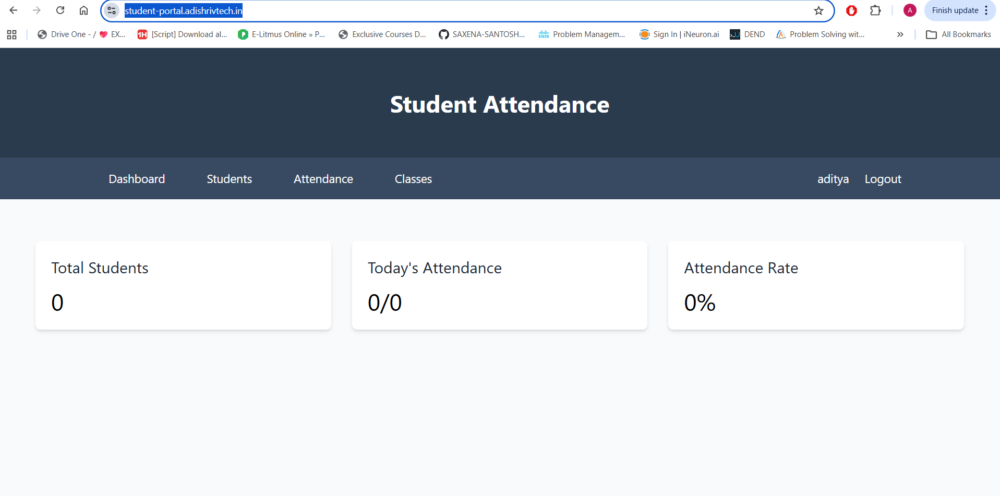 student-portal.adishrivtech.in
A
Finish update
Drive One - / 💖 EX...
1H
[Script] Download al...
P
E-Litmus Online » P...
Exclusive Courses D...
SAXENA-SANTOSH...
CISCO
Problem Managem...
Sign In | iNeuron.ai
DEND
Problem Solving wit...
»
All Bookmarks
Student Attendance
Dashboard
Students
Attendance
Classes
aditya
Logout
Total Students
0
Today's Attendance
0/0
Attendance Rate
0%